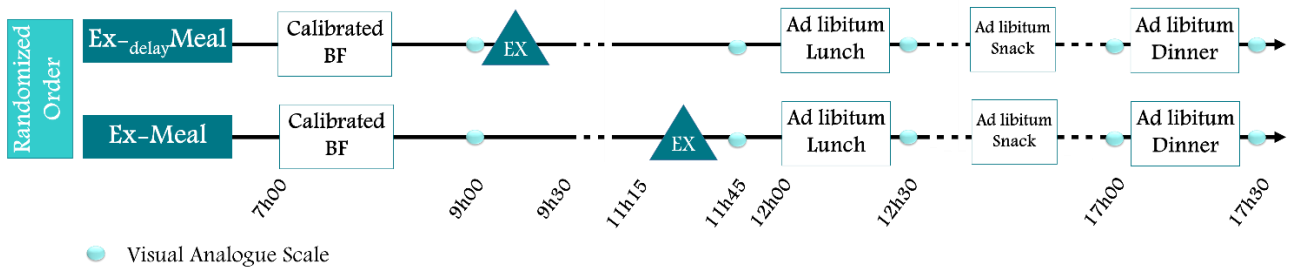 Randomized
Order
Ex-delayMeal
Calibrated
BF
EX
Ad libitum
Lunch
Ad libitum
Snack
Ad libitum
Dinner
Ex-Meal
Calibrated
BF
EX
Ad libitum
Lunch
Ad libitum
Snack
Ad libitum
Dinner
7h00
9h00
9h30
11h15
11h45
12h00
12h30
17h00
17h30
Visual Analogue Scale